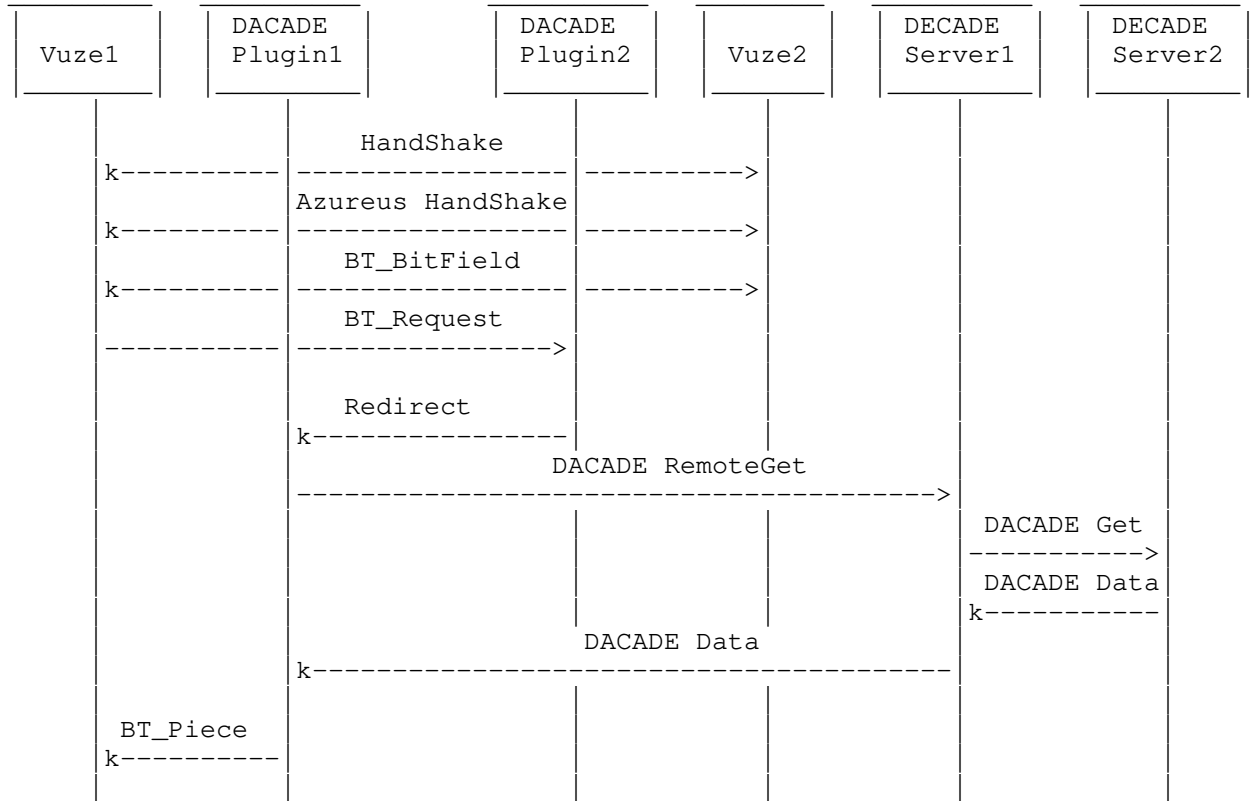 DACADE DACADE DECADE DECADE
Vuze1 Plugin1 Plugin2 Vuze2 Server1 Server2
HandShake
k---------- ----------------- ---------->
Azureus HandShake
k---------- ----------------- ---------->
BT_BitField
k---------- ----------------- ---------->
BT_Request
----------- ---------------->
Redirect
k----------------
DACADE RemoteGet
---------------------------------------->
DACADE Get
----------->
DACADE Data
k-----------
DACADE Data
k----------------------------------------
BT_Piece
k----------